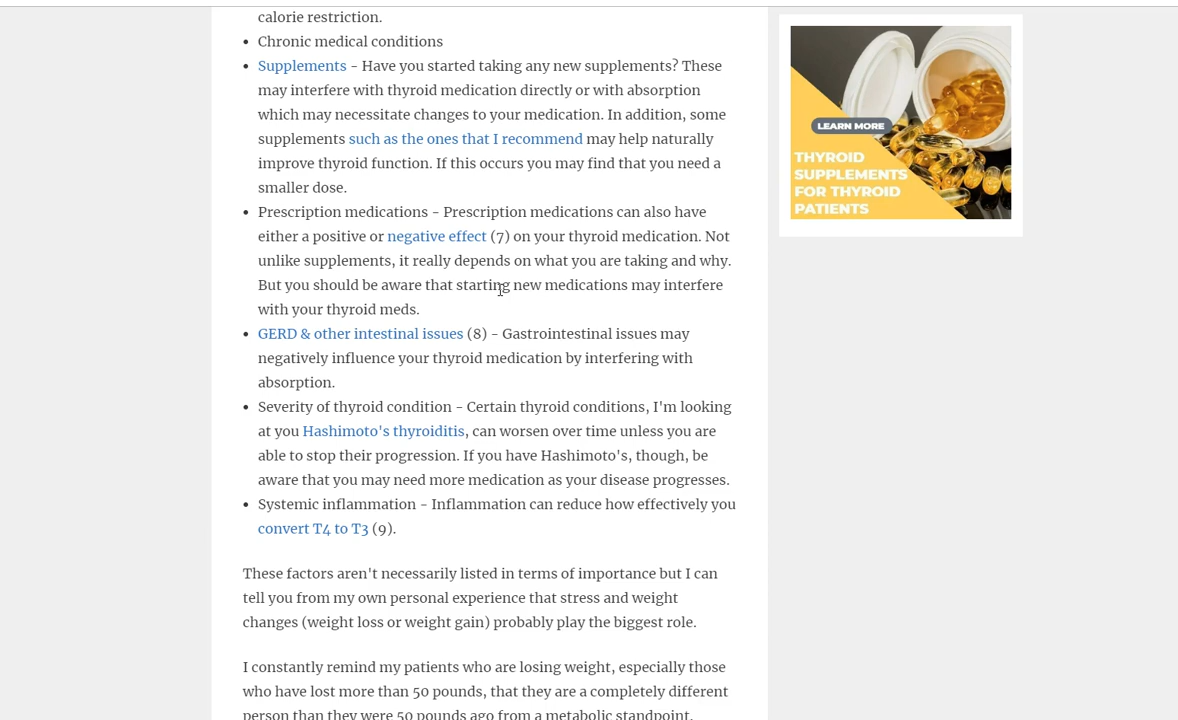 calorie restriction.
• Chronic medical conditions
• Supplements - Have you started taking any new supplements? These
may interfere with thyroid medication directly or with absorption
which may necessitate changes to your medication. In addition, some
supplements such as the ones that I recommend may help naturally
improve thyroid function. If this occurs you may find that you need a
smaller dose.
• Prescription medications - Prescription medications can also have
either a positive or negative effect (7) on your thyroid medication. Not
unlike supplements, it really depends on what you are taking and why.
But you should be aware that starting new medications may interfere
with your thyroid meds.
• GERD & other intestinal issues (8) - Gastrointestinal issues may
negatively influence your thyroid medication by interfering with
absorption.
• Severity of thyroid condition - Certain thyroid conditions, I'm looking
at you Hashimoto's thyroiditis, can worsen over time unless you are
able to stop their progression. If you have Hashimoto's, though, be
aware that you may need more medication as your disease progresses.
• Systemic inflammation - Inflammation can reduce how effectively you
convert T4 to T3 (9).
These factors aren't necessarily listed in terms of importance but I can
tell you from my own personal experience that stress and weight
changes (weight loss or weight gain) probably play the biggest role.
I constantly remind my patients who are losing weight, especially those
who have lost more than 50 pounds, that they are a completely different
person than they were 50 pounds ago from a metabolic standpoint.
LEARN MORE
THYROID
SUPPLEMENTS
FOR THYROID
PATIENTS